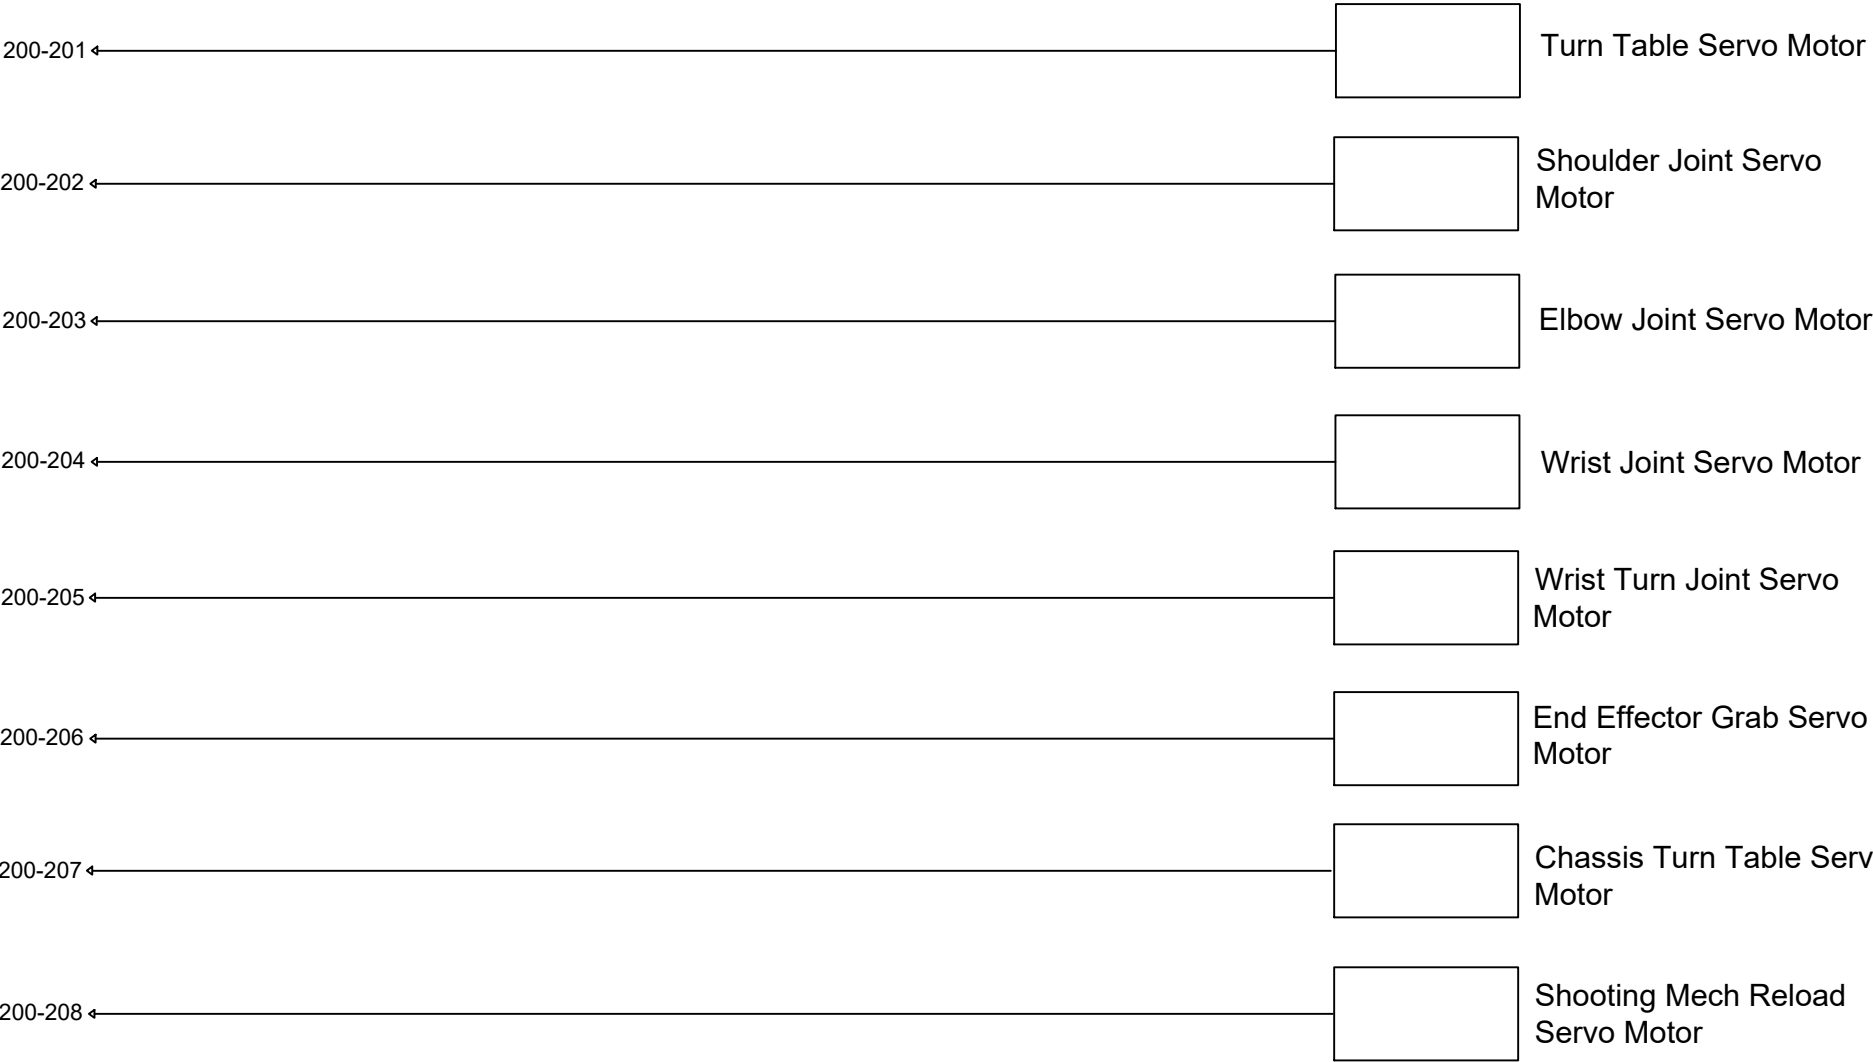 200-201
Turn Table Servo Motor
200-202
Shoulder Joint Servo
Motor
200-203
Elbow Joint Servo Motor
200-204
Wrist Joint Servo Motor
200-205
Wrist Turn Joint Servo
Motor
200-206
End Effector Grab Servo
Motor
200-207
Chassis Turn Table Serv
Motor
200-208
Shooting Mech Reload
Servo Motor